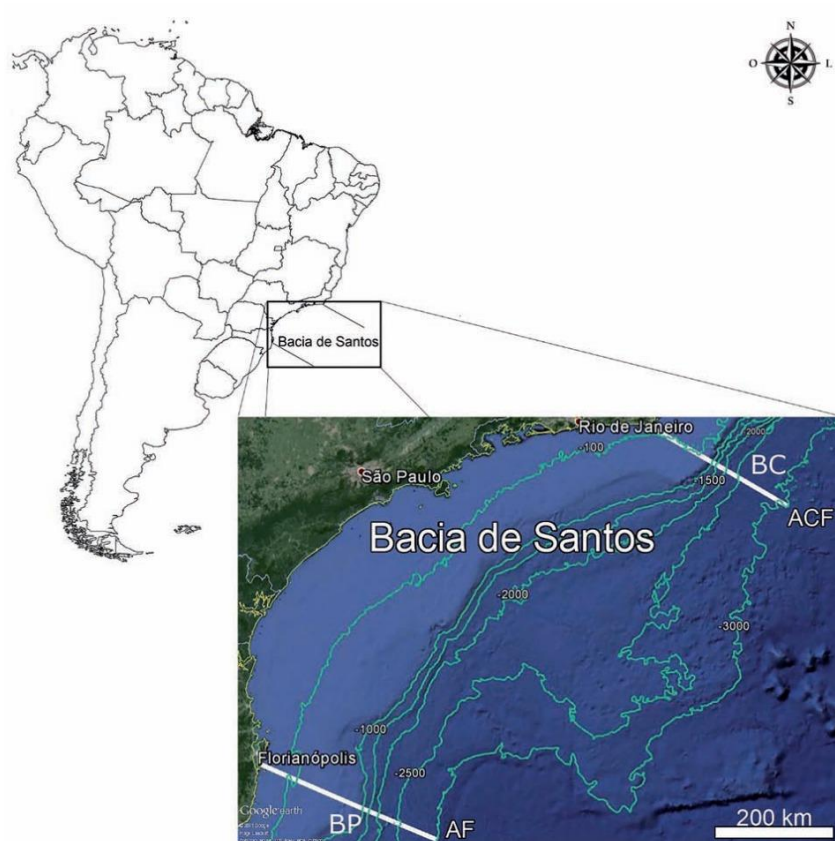 N
O
L
S
Bacia de Santos
Rio de Janeiro
-100
-2000
-1500
BC
São Paulo
ACF
Bacia de Santos
-2000
-3000
-1000
Florianópolis
-2500
Google earth
BP
AF
200 km